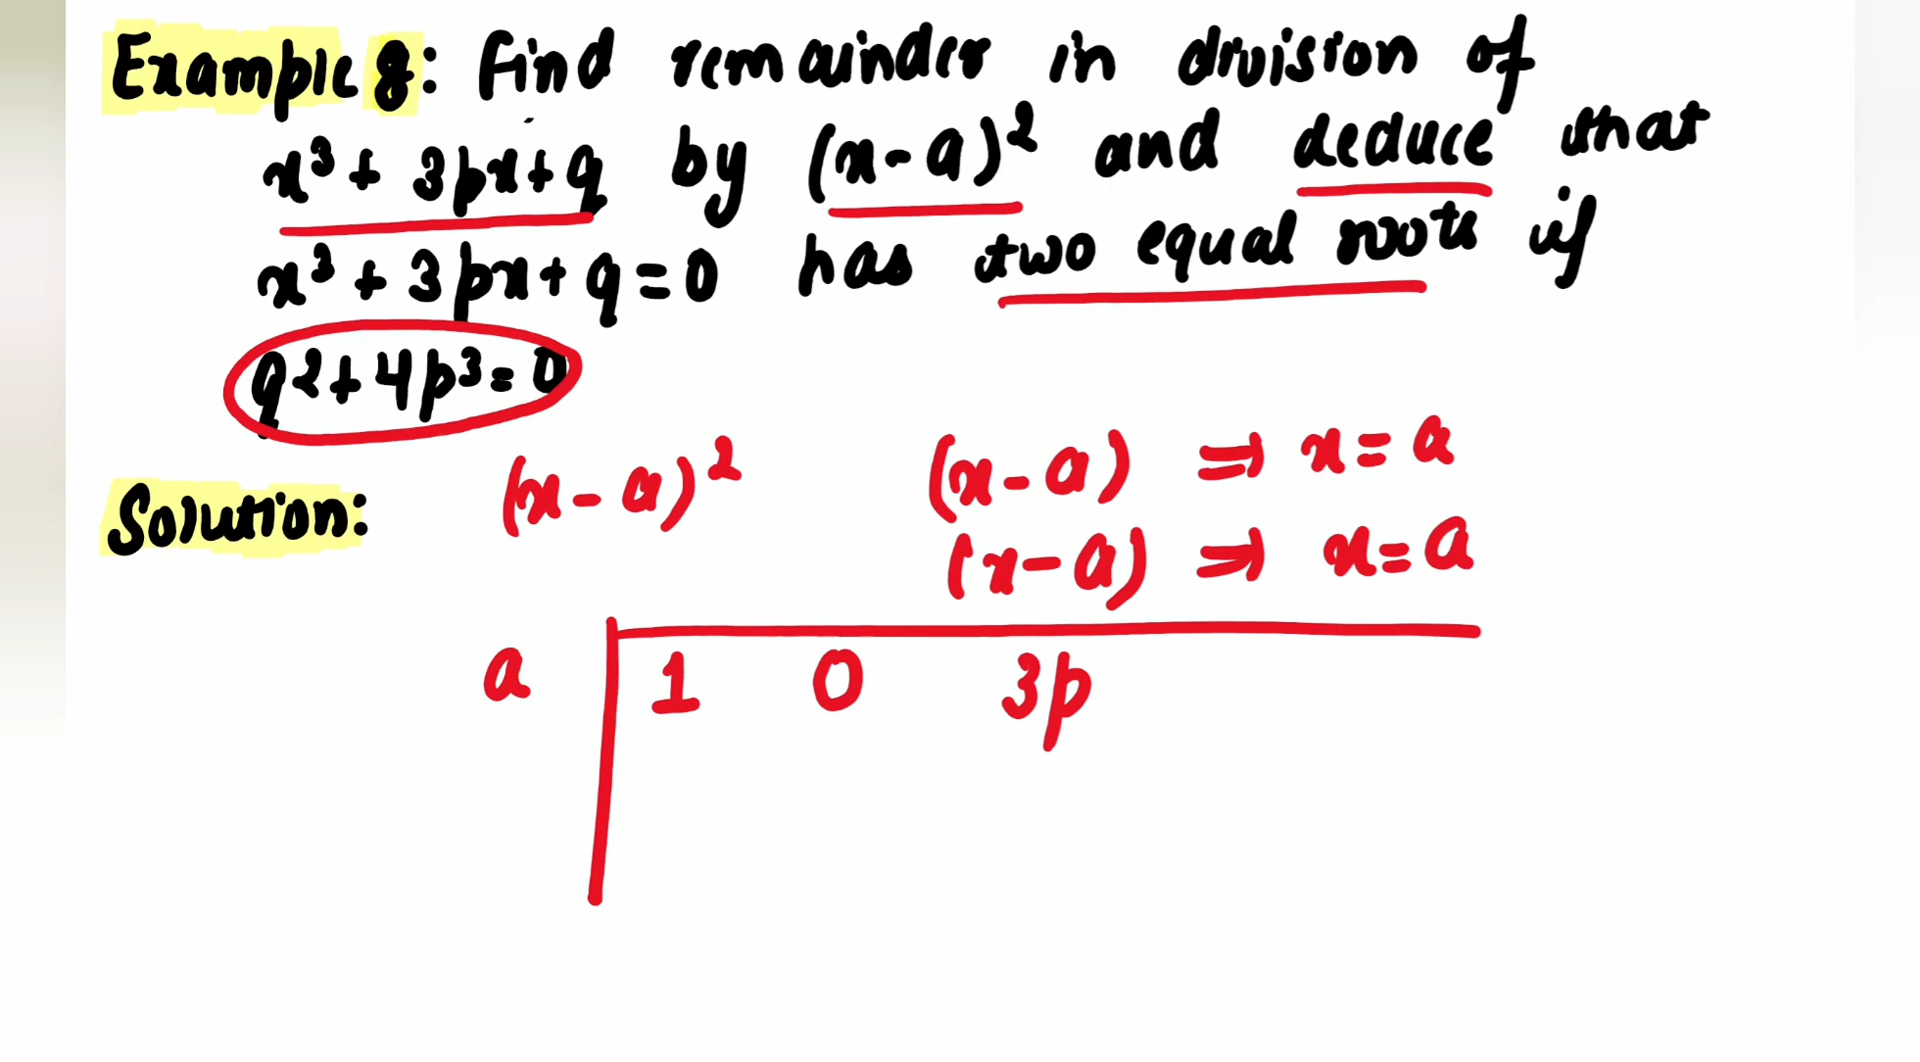 Example 8: Find remainder in division of
x³ + 3px + q by (x - a)² and deduce that
x³ + 3px + q = 0 has two equal roots if
q² + 4p³ = 0
Solution: (x - a)² (x - a) ⇒ x = a
(x - a) ⇒ x = a
a 1 0 3p